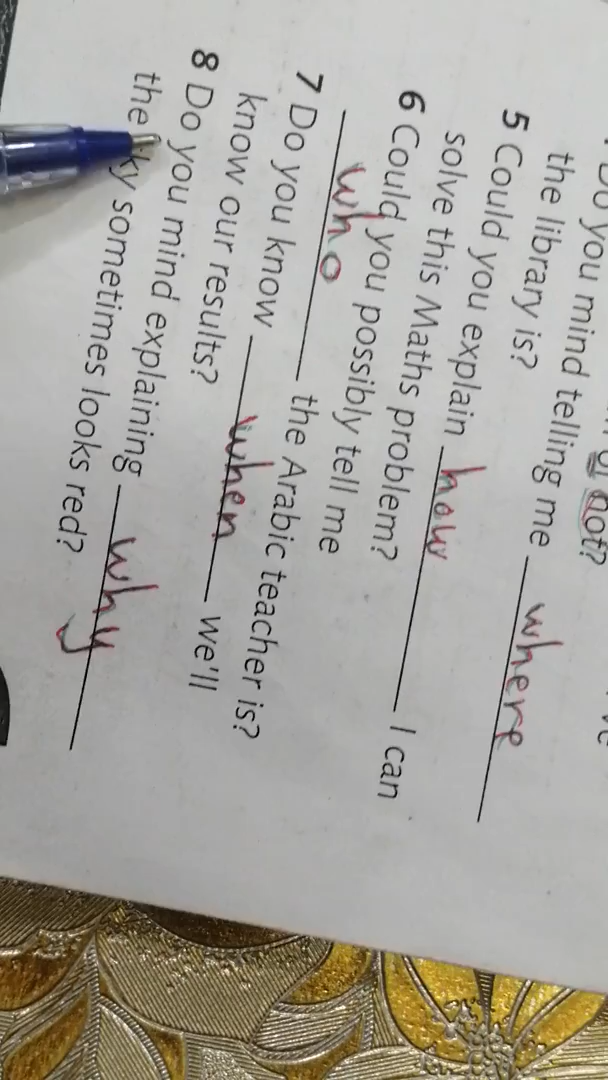 or not?
Do you mind telling me where
the library is?
5 Could you explain how I can
solve this Maths problem?
6 Could you possibly tell me
who the Arabic teacher is?
7 Do you know when we'll
know our results?
8 Do you mind explaining why
the sometimes looks red?